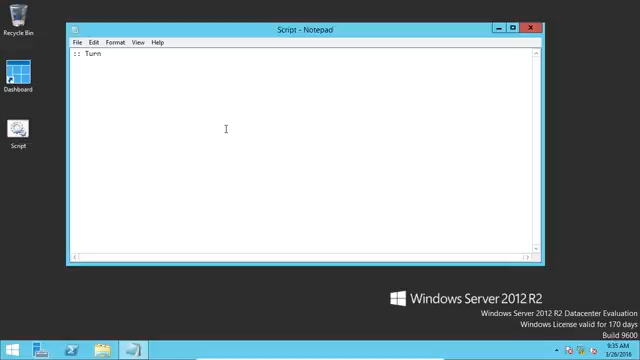 Recycle Bin
Dashboard
Script
Script - Notepad
File Edit Format View Help
:: Turn
Windows Server 2012 R2
Windows Server 2012 R2 Datacenter Evaluation
Windows License valid for 170 days
Build 9600
9:35 AM
3/26/2016